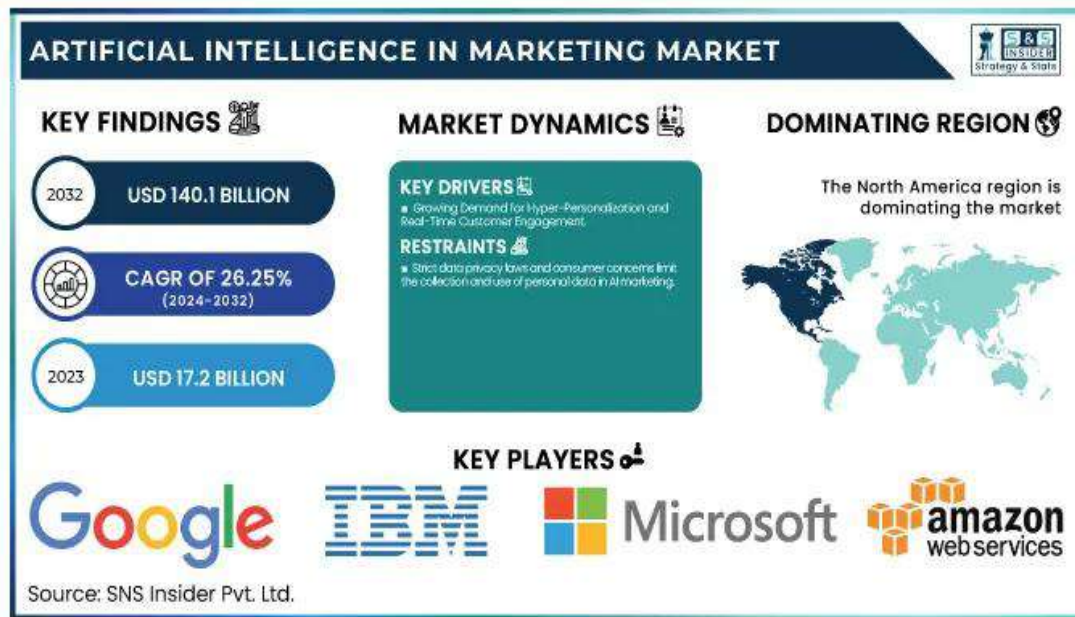 ARTIFICIAL INTELLIGENCE IN MARKETING MARKET
S&S
INSIDER
Strategy & Stats
KEY FINDINGS
2032
USD 140.1 BILLION
CAGR OF 26.25%
(2024-2032)
2023
USD 17.2 BILLION
MARKET DYNAMICS
KEY DRIVERS
▪ Growing Demand for Hyper-Personalization and
Real-Time Customer Engagement.
RESTRAINTS
▪ Strict data privacy laws and consumer concerns limit
the collection and use of personal data in AI marketing.
DOMINATING REGION
The North America region is
dominating the market
KEY PLAYERS
Google
IBM
Microsoft
amazon
webservices
Source: SNS Insider Pvt. Ltd.